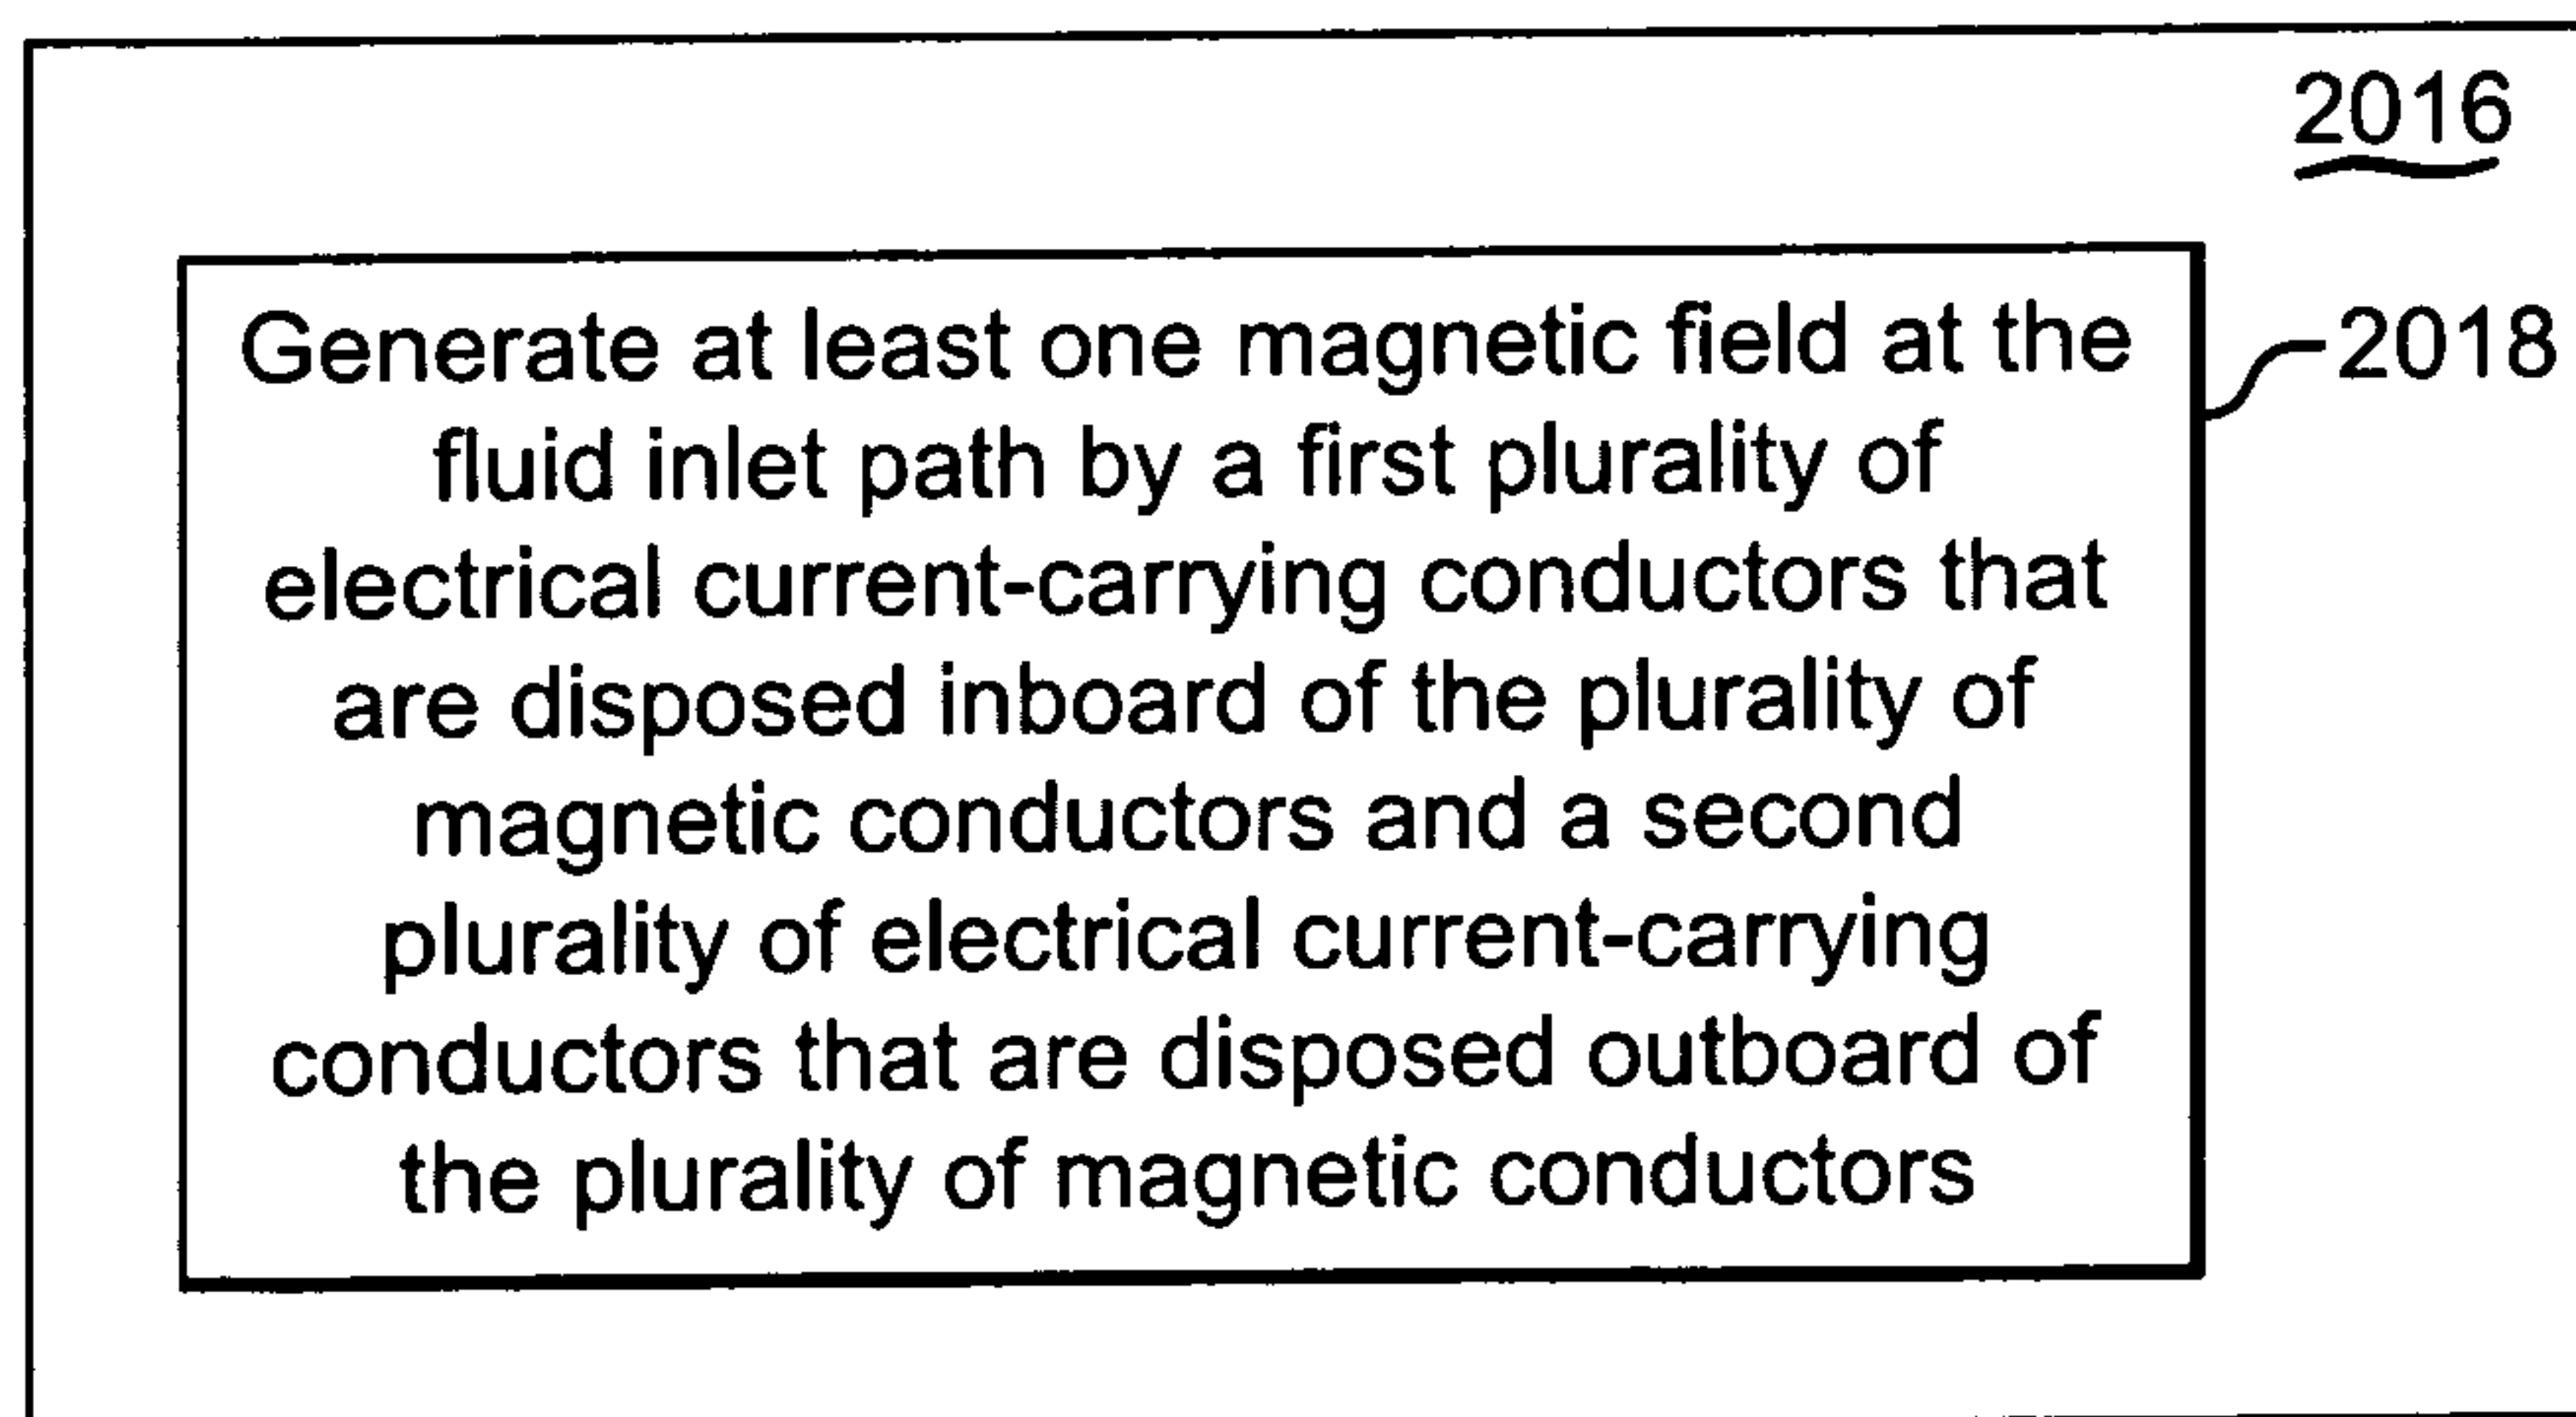 2016
Generate at least one magnetic field at the
fluid inlet path by a first plurality of
electrical current-carrying conductors that
are disposed inboard of the plurality of
magnetic conductors and a second
plurality of electrical current-carrying
conductors that are disposed outboard of
the plurality of magnetic conductors
2018